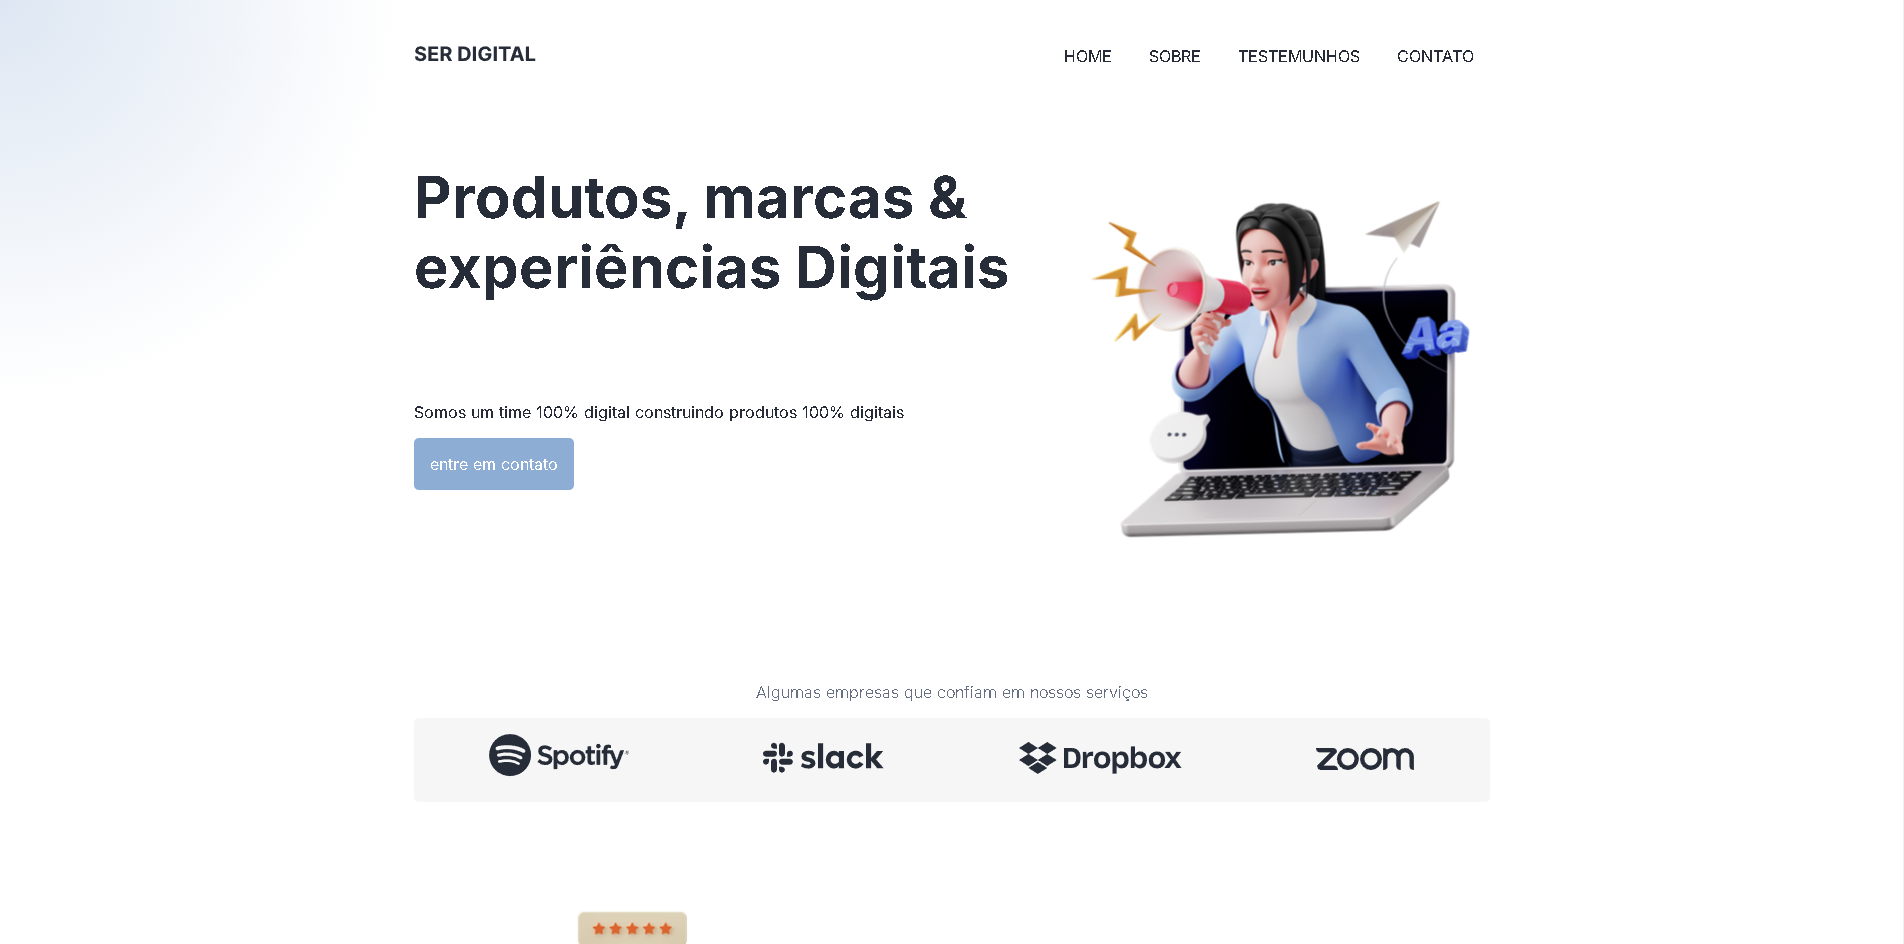 SER DIGITAL
HOME SOBRE TESTEMUNHOS CONTATO
Produtos, marcas &
experiências Digitais
Aa
Somos um time 100% digital construindo produtos 100% digitais
entre em contato
Algumas empresas que confiam em nossos serviços
Spotify slack Dropbox zoom